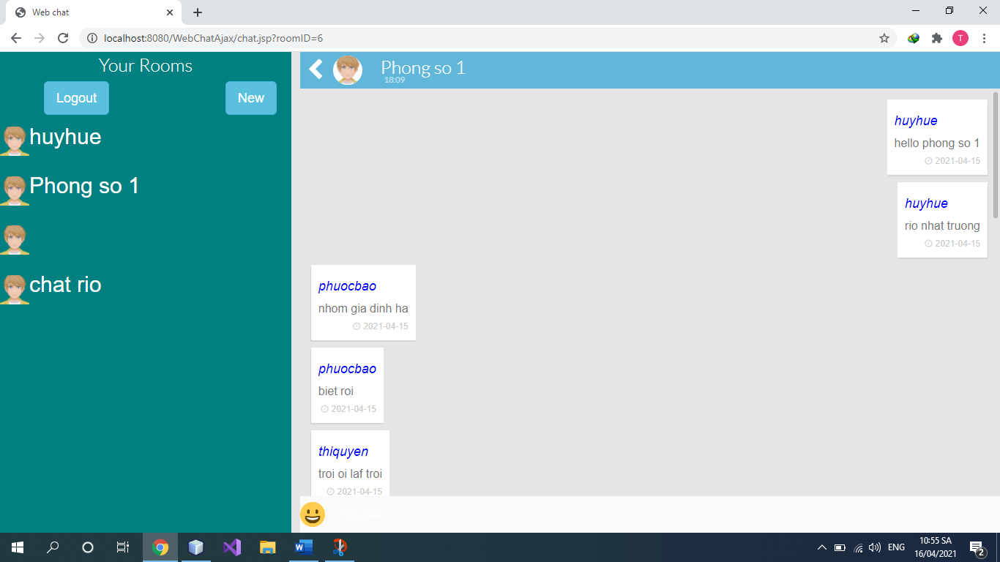 Web chat
localhost:8080/WebChatAjax/chat.jsp?roomID=6
T
Your Rooms
Logout
New
huyhue
Phong so 1
chat rio
Phong so 1
18:09
huyhue
hello phong so 1
2021-04-15
huyhue
rio nhat truong
2021-04-15
phuocbao
nhom gia dinh ha
2021-04-15
phuocbao
biet roi
2021-04-15
thiquyen
troi oi laf troi
2021-04-15
ENG
10:55 SA
16/04/2021
2